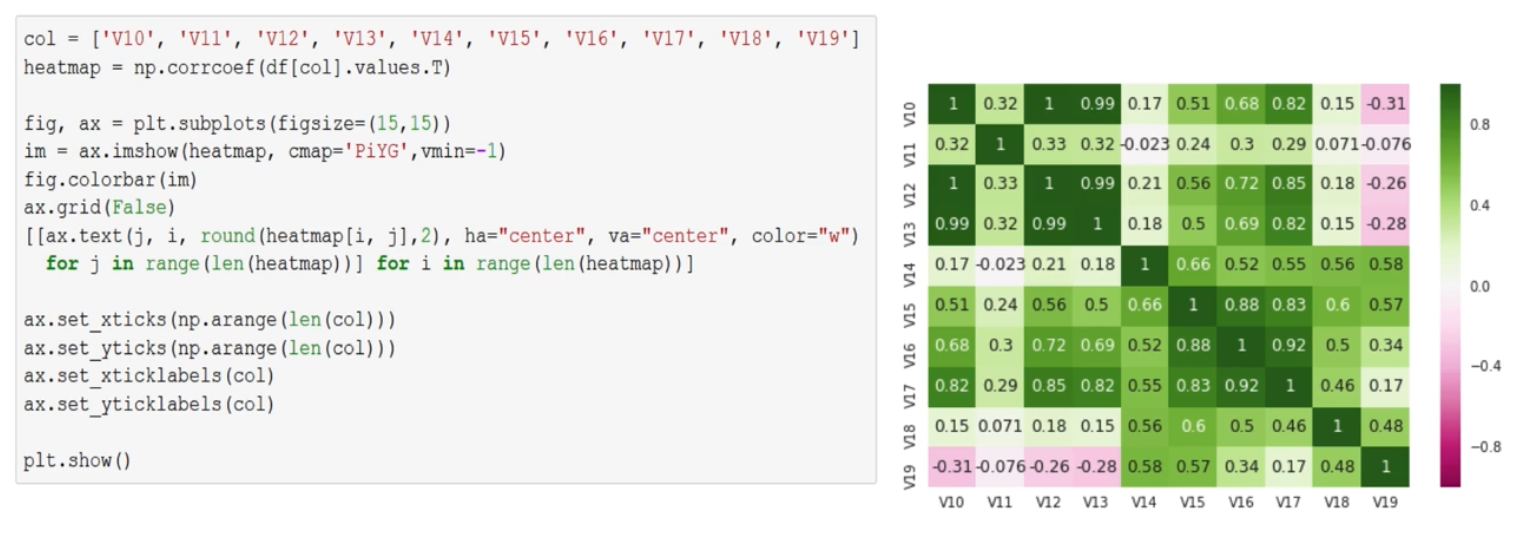 col = ['V10', 'V11', 'V12', 'V13', 'V14', 'V15', 'V16', 'V17', 'V18', 'V19']
heatmap = np.corrcoef(df[col].values.T)
fig, ax = plt.subplots(figsize=(15,15))
im = ax.imshow(heatmap, cmap='PiYG',vmin=-1)
fig.colorbar(im)
ax.grid(False)
[[ax.text(j, i, round(heatmap[i, j],2), ha="center", va="center", color="w")
for j in range(len(heatmap))] for i in range(len(heatmap))]
ax.set_xticks(np.arange(len(col)))
ax.set_yticks(np.arange(len(col)))
ax.set_xticklabels(col)
ax.set_yticklabels(col)
plt.show()
V10 1 0.32 1 0.99 0.17 0.51 0.68 0.82 0.15 -0.31
V11 0.32 1 0.33 0.32 -0.023 0.24 0.3 0.29 0.071 -0.076
V12 1 0.33 1 0.99 0.21 0.56 0.72 0.85 0.18 -0.26
V13 0.99 0.32 0.99 1 0.18 0.5 0.69 0.82 0.15 -0.28
V14 0.17 -0.023 0.21 0.18 1 0.66 0.52 0.55 0.56 0.58
V15 0.51 0.24 0.56 0.5 0.66 1 0.88 0.83 0.6 0.57
V16 0.68 0.3 0.72 0.69 0.52 0.88 1 0.92 0.5 0.34
V17 0.82 0.29 0.85 0.82 0.55 0.83 0.92 1 0.46 0.17
V18 0.15 0.071 0.18 0.15 0.56 0.6 0.5 0.46 1 0.48
V19 -0.31 -0.076 -0.26 -0.28 0.58 0.57 0.34 0.17 0.48 1
V10 V11 V12 V13 V14 V15 V16 V17 V18 V19
0.8
0.4
0.0
−0.4
−0.8